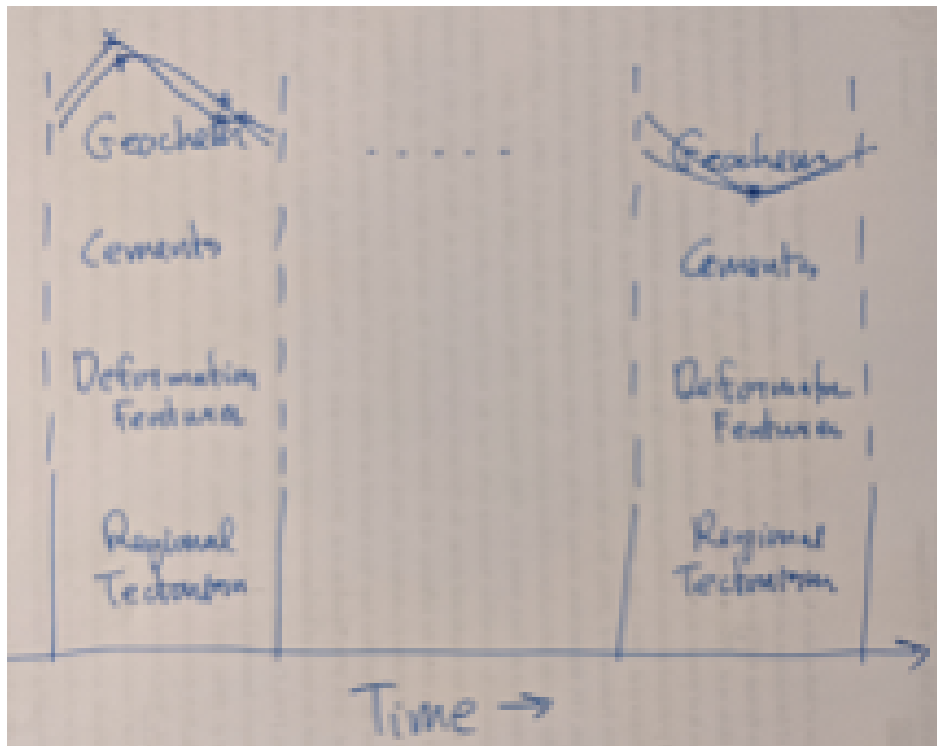 Geochem
Cements
Deformation
Features
Regional
Tectonism
.....
Geochem
Cements
Deformation
Features
Regional
Tectonism
Time →